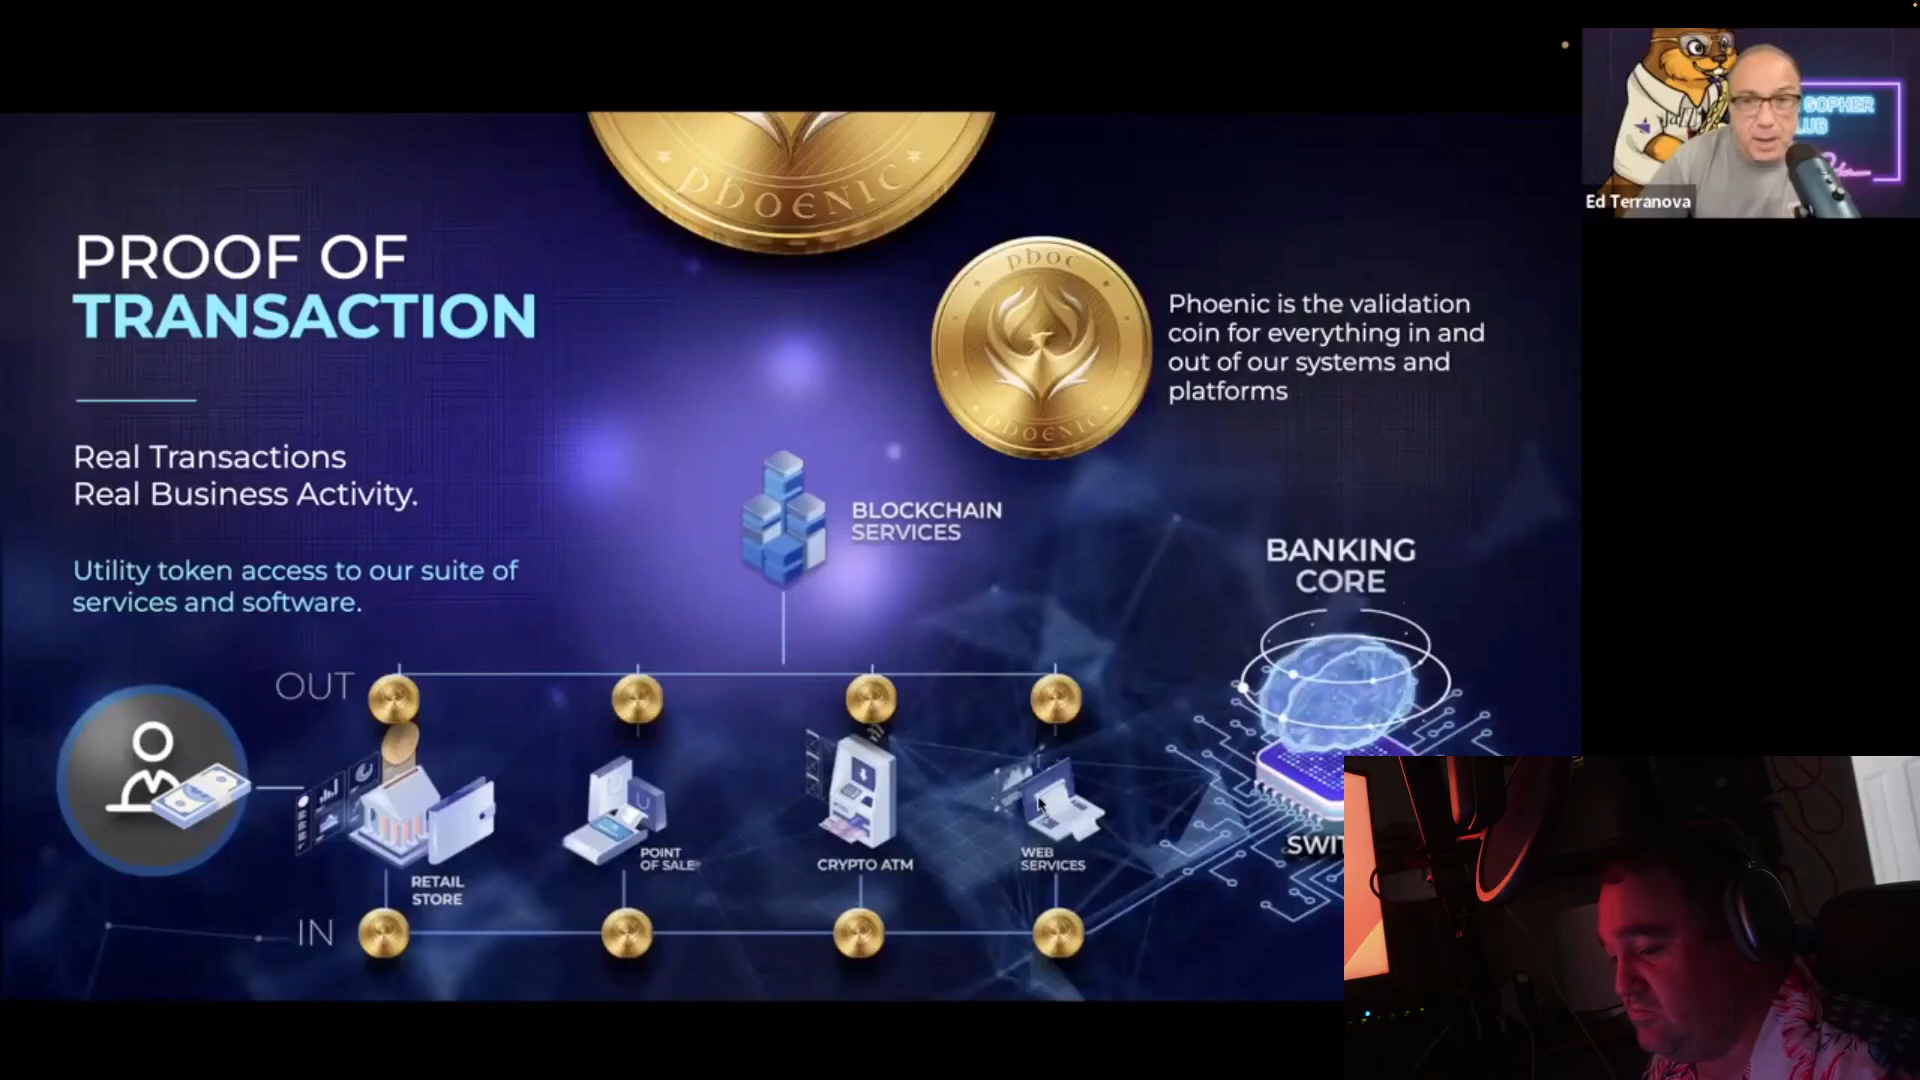 phoenic
PROOF OF
TRANSACTION
phoe
phoenic
Phoenic is the validation
coin for everything in and
out of our systems and
platforms
Real Transactions
Real Business Activity.
Utility token access to our suite of
services and software.
BLOCKCHAIN
SERVICES
BANKING
CORE
OUT
RETAIL
STORE
POINT
OF SALE
CRYPTO ATM
WEB
SERVICES
SWIT
IN
GOPHER
LUB
Ed Terranova